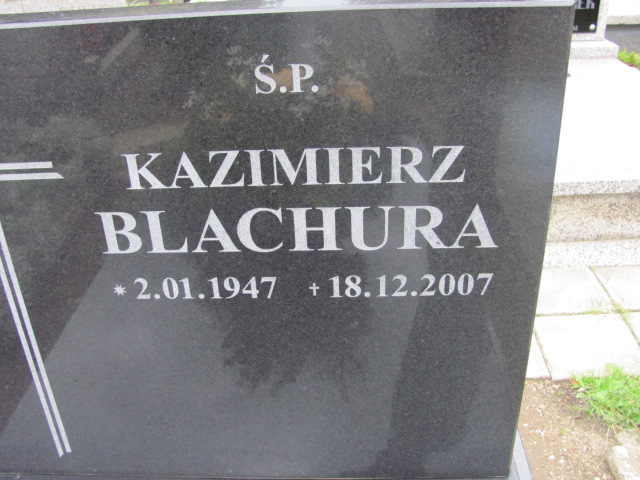 Ś.P.
KAZIMIERZ
BLACHURA
* 2.01.1947 † 18.12.2007